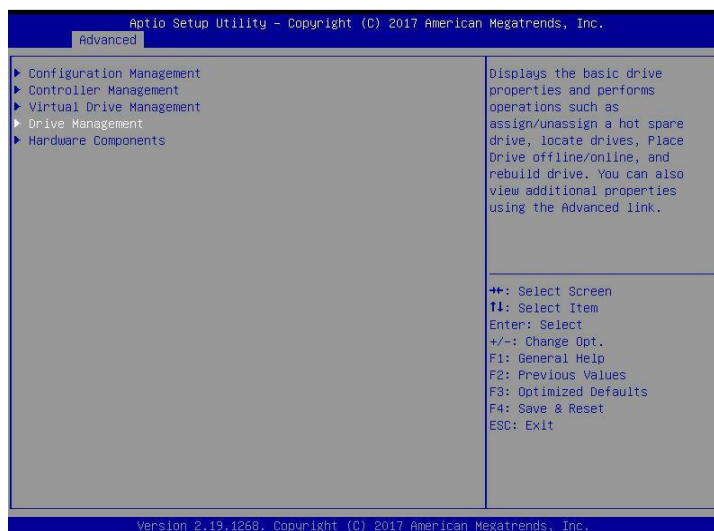 Aptio Setup Utility – Copyright (C) 2017 American Megatrends, Inc.
Advanced
Configuration Management
Controller Management
Virtual Drive Management
Drive Management
Hardware Components
Displays the basic drive
properties and performs
operations such as
assign/unassign a hot spare
drive, locate drives, Place
Drive offline/online, and
rebuild drive. You can also
view additional properties
using the Advanced link.
→←: Select Screen
↑↓: Select Item
Enter: Select
+/-: Change Opt.
F1: General Help
F2: Previous Values
F3: Optimized Defaults
F4: Save & Reset
ESC: Exit
Version 2.19.1268. Copyright (C) 2017 American Megatrends, Inc.